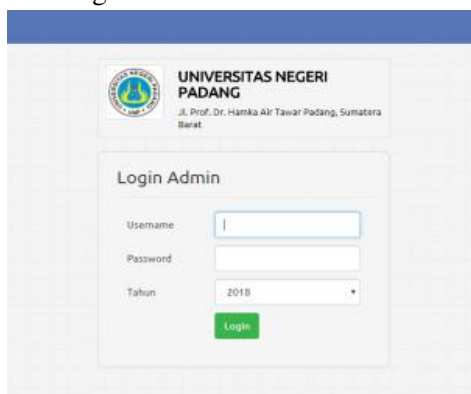 UNIVERSITAS NEGERI
PADANG
Jl. Prof. Dr. Hamka Air Tawar Padang, Sumatera
Barat
Login Admin
Username
Password
Tahun
2018
Login